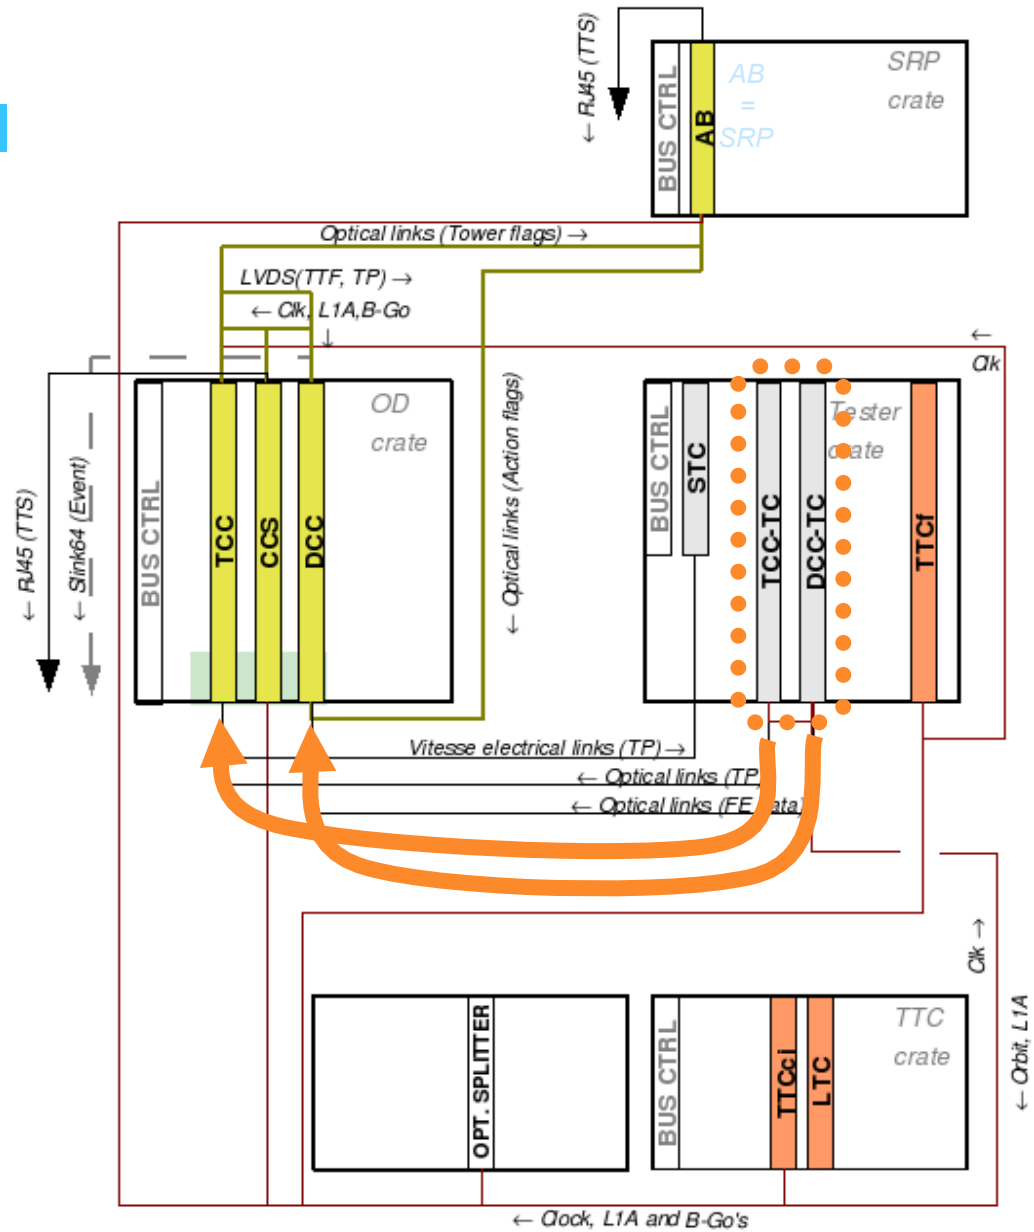 ← RJ45 (TTS)
BUS CTRL
AB
AB
=
SRP
SRP
crate
Optical links (Tower flags) →
LVDS(TTF, TP) →
← Clk, L1A,B-Go
↓
←
Clk
← RJ45 (TTS)
← Slink64 (Event)
BUS CTRL
TCC
CCS
DCC
OD
crate
← Optical links (Action flags)
BUS CTRL
STC
TCC-TC
DCC-TC
Tester
crate
TTCf
Vitesse electrical links (TP) →
← Optical links (TP)
← Optical links (FE data)
Clk →
← Orbit, L1A
OPT. SPLITTER
BUS CTRL
TTCci
LTC
TTC
crate
← Clock, L1A and B-Go's